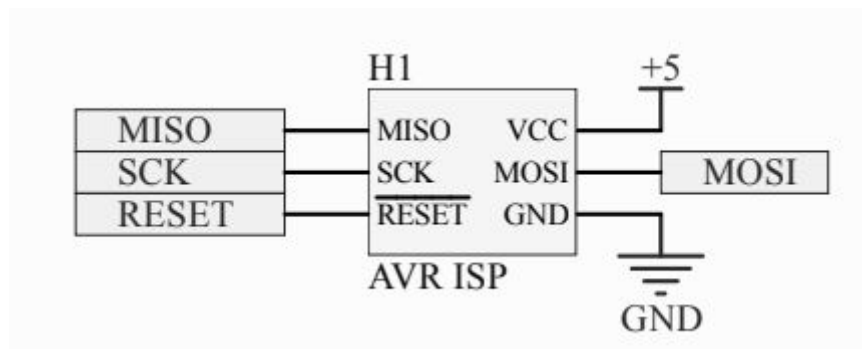 H1
+5
MISO MISO VCC
SCK SCK MOSI MOSI
RESET RESET GND
AVR ISP
GND